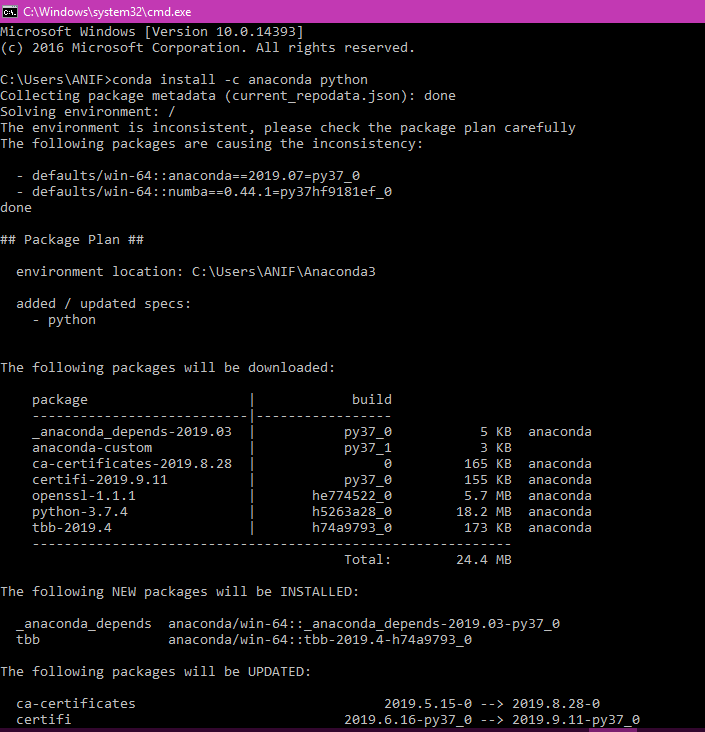 C:\Windows\system32\cmd.exe
Microsoft Windows [Version 10.0.14393]
(c) 2016 Microsoft Corporation. All rights reserved.
C:\Users\ANIF>conda install -c anaconda python
Collecting package metadata (current_repodata.json): done
Solving environment: /
The environment is inconsistent, please check the package plan carefully
The following packages are causing the inconsistency:
- defaults/win-64::anaconda==2019.07=py37_0
- defaults/win-64::numba==0.44.1=py37hf9181ef_0
done
## Package Plan ##
environment location: C:\Users\ANIF\Anaconda3
added / updated specs:
- python
The following packages will be downloaded:
package | build
---------------------------|-----------------
_anaconda_depends-2019.03 | py37_0 5 KB anaconda
anaconda-custom | py37_1 3 KB
ca-certificates-2019.8.28 | 0 165 KB anaconda
certifi-2019.9.11 | py37_0 155 KB anaconda
openssl-1.1.1 | he774522_0 5.7 MB anaconda
python-3.7.4 | h5263a28_0 18.2 MB anaconda
tbb-2019.4 | h74a9793_0 173 KB anaconda
------------------------------------------------------------
Total: 24.4 MB
The following NEW packages will be INSTALLED:
_anaconda_depends anaconda/win-64::_anaconda_depends-2019.03-py37_0
tbb anaconda/win-64::tbb-2019.4-h74a9793_0
The following packages will be UPDATED:
ca-certificates 2019.5.15-0 --> 2019.8.28-0
certifi 2019.6.16-py37_0 --> 2019.9.11-py37_0